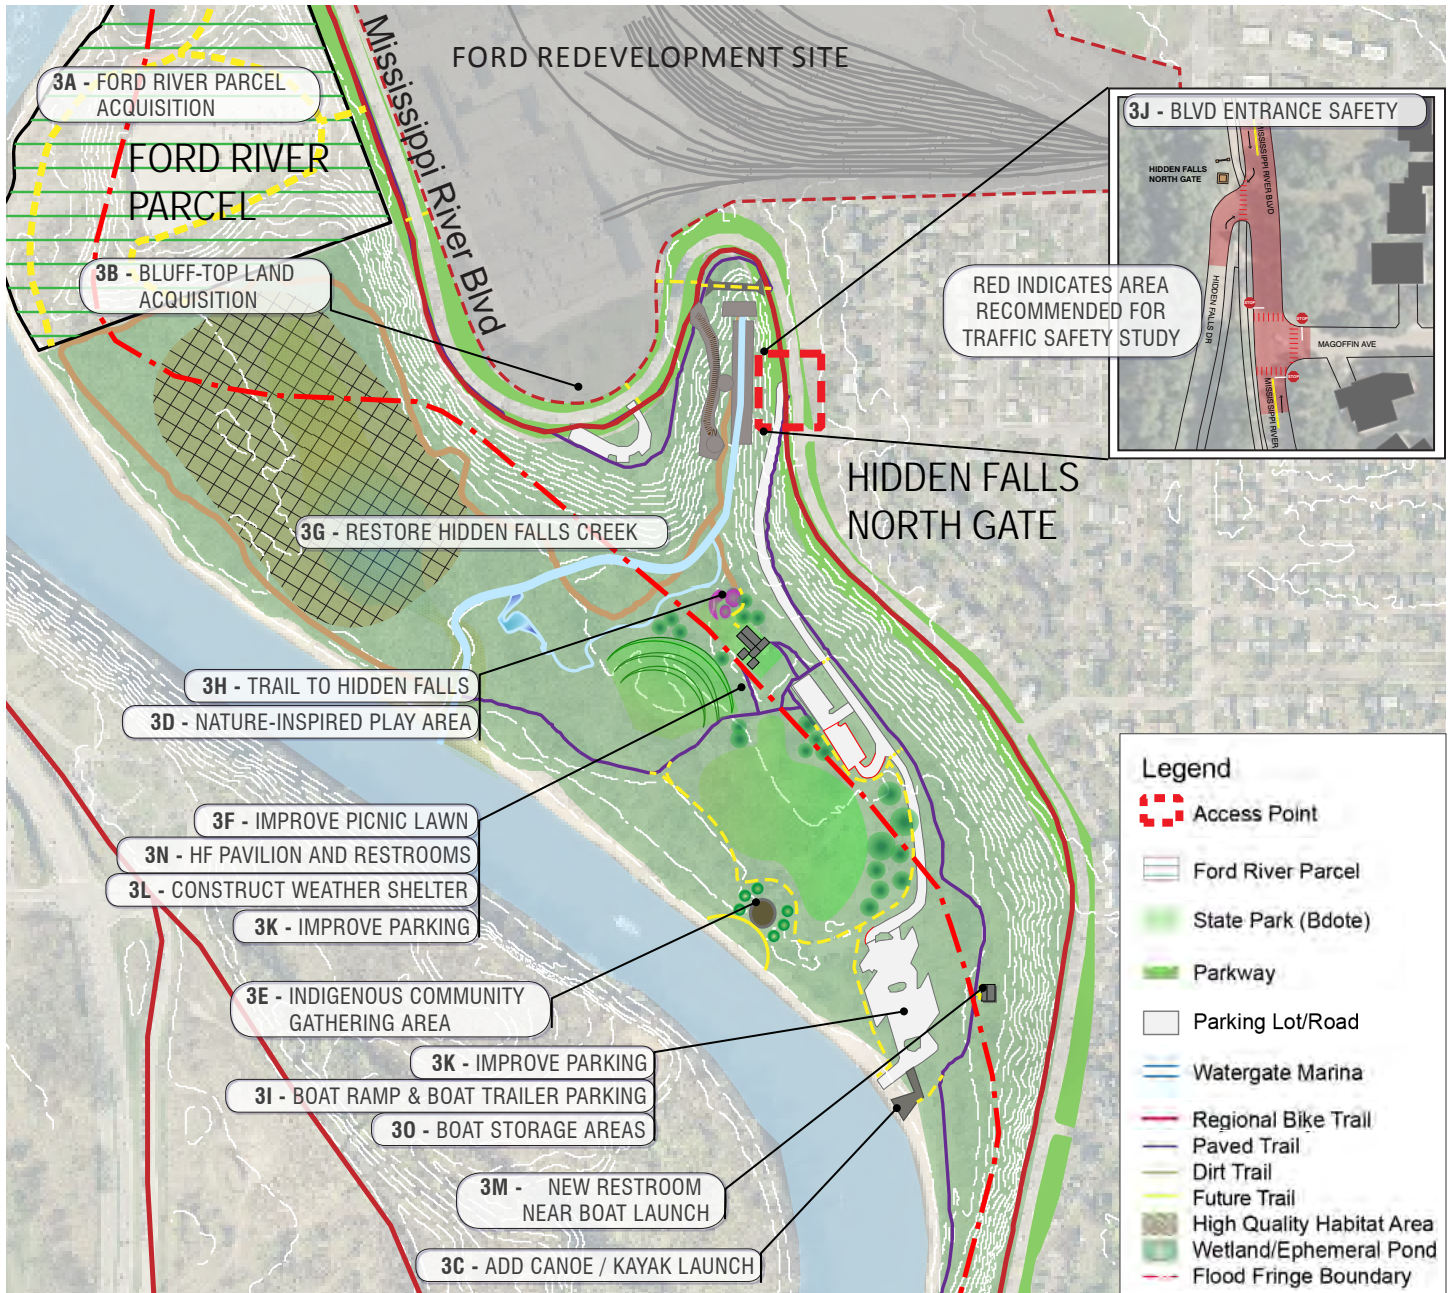 FORD REDEVELOPMENT SITE
Mississippi River Blvd
3A - FORD RIVER PARCEL
ACQUISITION
FORD RIVER
PARCEL
3B - BLUFF-TOP LAND
ACQUISITION
3J - BLVD ENTRANCE SAFETY
HIDDEN FALLS
NORTH GATE
MISSISSIPPI RIVER BLVD
HIDDEN FALLS DR
STOP
STOP
MAGOFFIN AVE
STOP
MISSISSIPPI RIVER
RED INDICATES AREA
RECOMMENDED FOR
TRAFFIC SAFETY STUDY
HIDDEN FALLS
NORTH GATE
3G - RESTORE HIDDEN FALLS CREEK
3H - TRAIL TO HIDDEN FALLS
3D - NATURE-INSPIRED PLAY AREA
3F - IMPROVE PICNIC LAWN
3N - HF PAVILION AND RESTROOMS
3L - CONSTRUCT WEATHER SHELTER
3K - IMPROVE PARKING
3E - INDIGENOUS COMMUNITY
GATHERING AREA
3K - IMPROVE PARKING
3I - BOAT RAMP & BOAT TRAILER PARKING
3O - BOAT STORAGE AREAS
3M - NEW RESTROOM
NEAR BOAT LAUNCH
3C - ADD CANOE / KAYAK LAUNCH
Legend
Access Point
Ford River Parcel
State Park (Bdote)
Parkway
Parking Lot/Road
Watergate Marina
Regional Bike Trail
Paved Trail
Dirt Trail
Future Trail
High Quality Habitat Area
Wetland/Ephemeral Pond
Flood Fringe Boundary